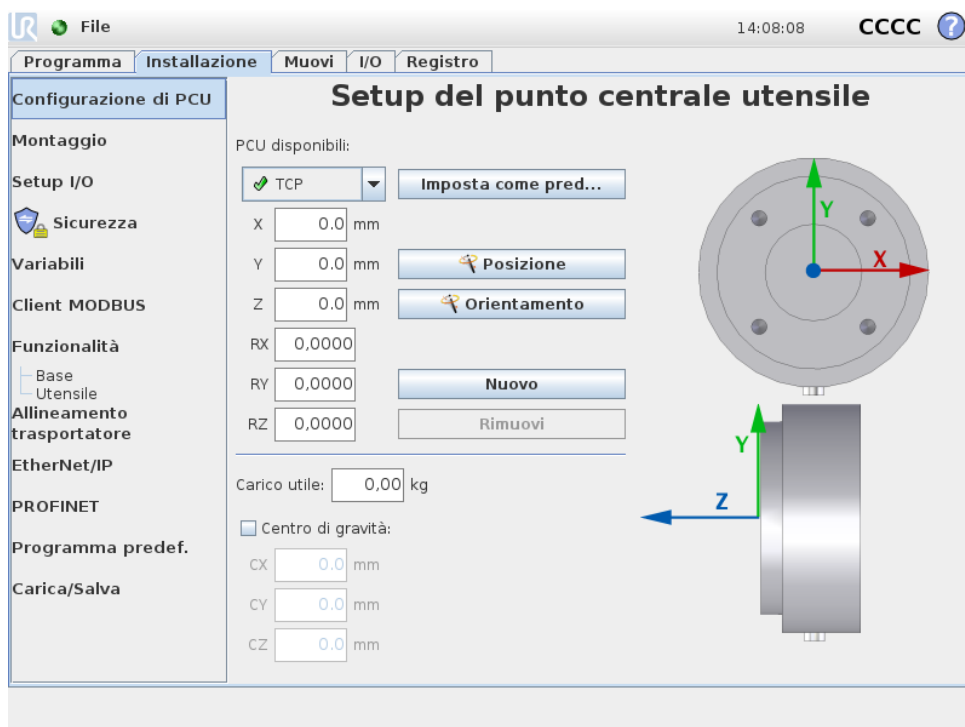 UR File 14:08:08 CCCC ?
Programma Installazione Muovi I/O Registro
Configurazione di PCU
Montaggio
Setup I/O
Sicurezza
Variabili
Client MODBUS
Funzionalità
Base
Utensile
Allineamento
trasportatore
EtherNet/IP
PROFINET
Programma predef.
Carica/Salva
Setup del punto centrale utensile
PCU disponibili:
TCP Imposta come pred...
X 0.0 mm
Y 0.0 mm Posizione
Z 0.0 mm Orientamento
RX 0,0000
RY 0,0000 Nuovo
RZ 0,0000 Rimuovi
Carico utile: 0,00 kg
Centro di gravità:
CX 0.0 mm
CY 0.0 mm
CZ 0.0 mm
Y
X
Y
Z